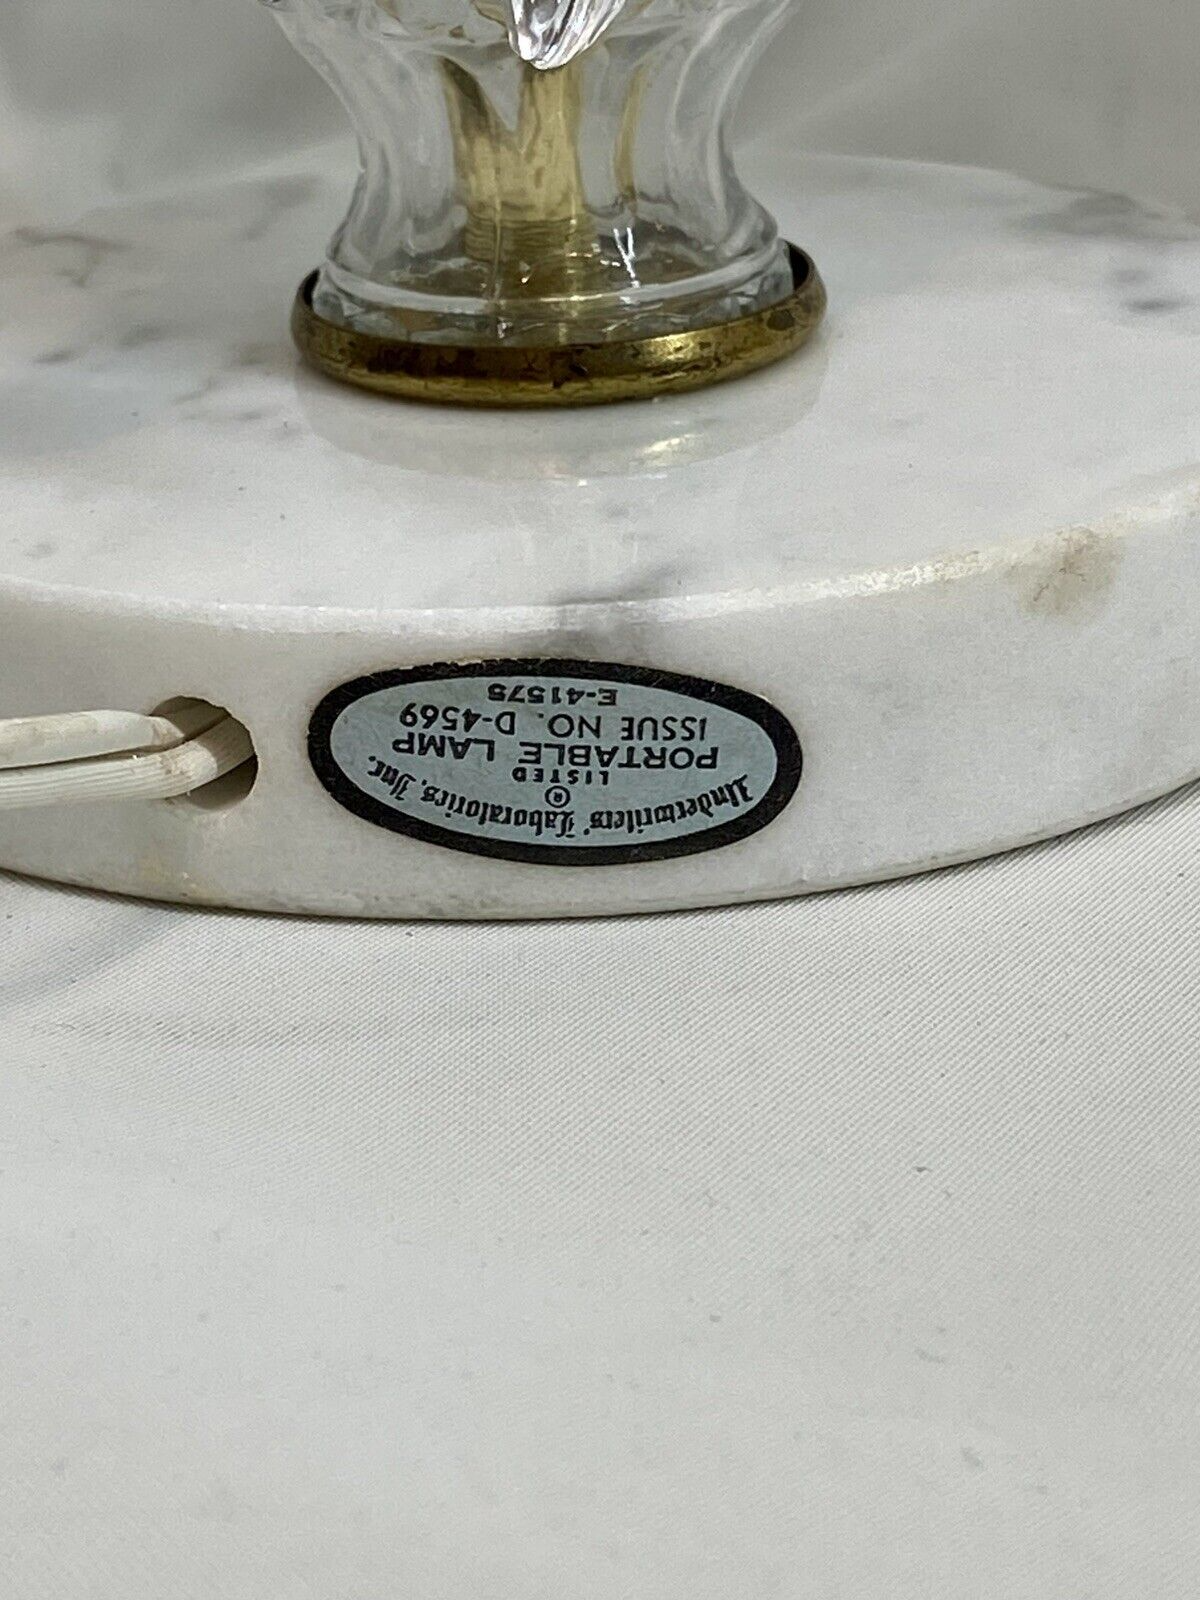 Underwriters' Laboratories, Inc.
®
LISTED
PORTABLE LAMP
ISSUE NO. D-4569
E-41575